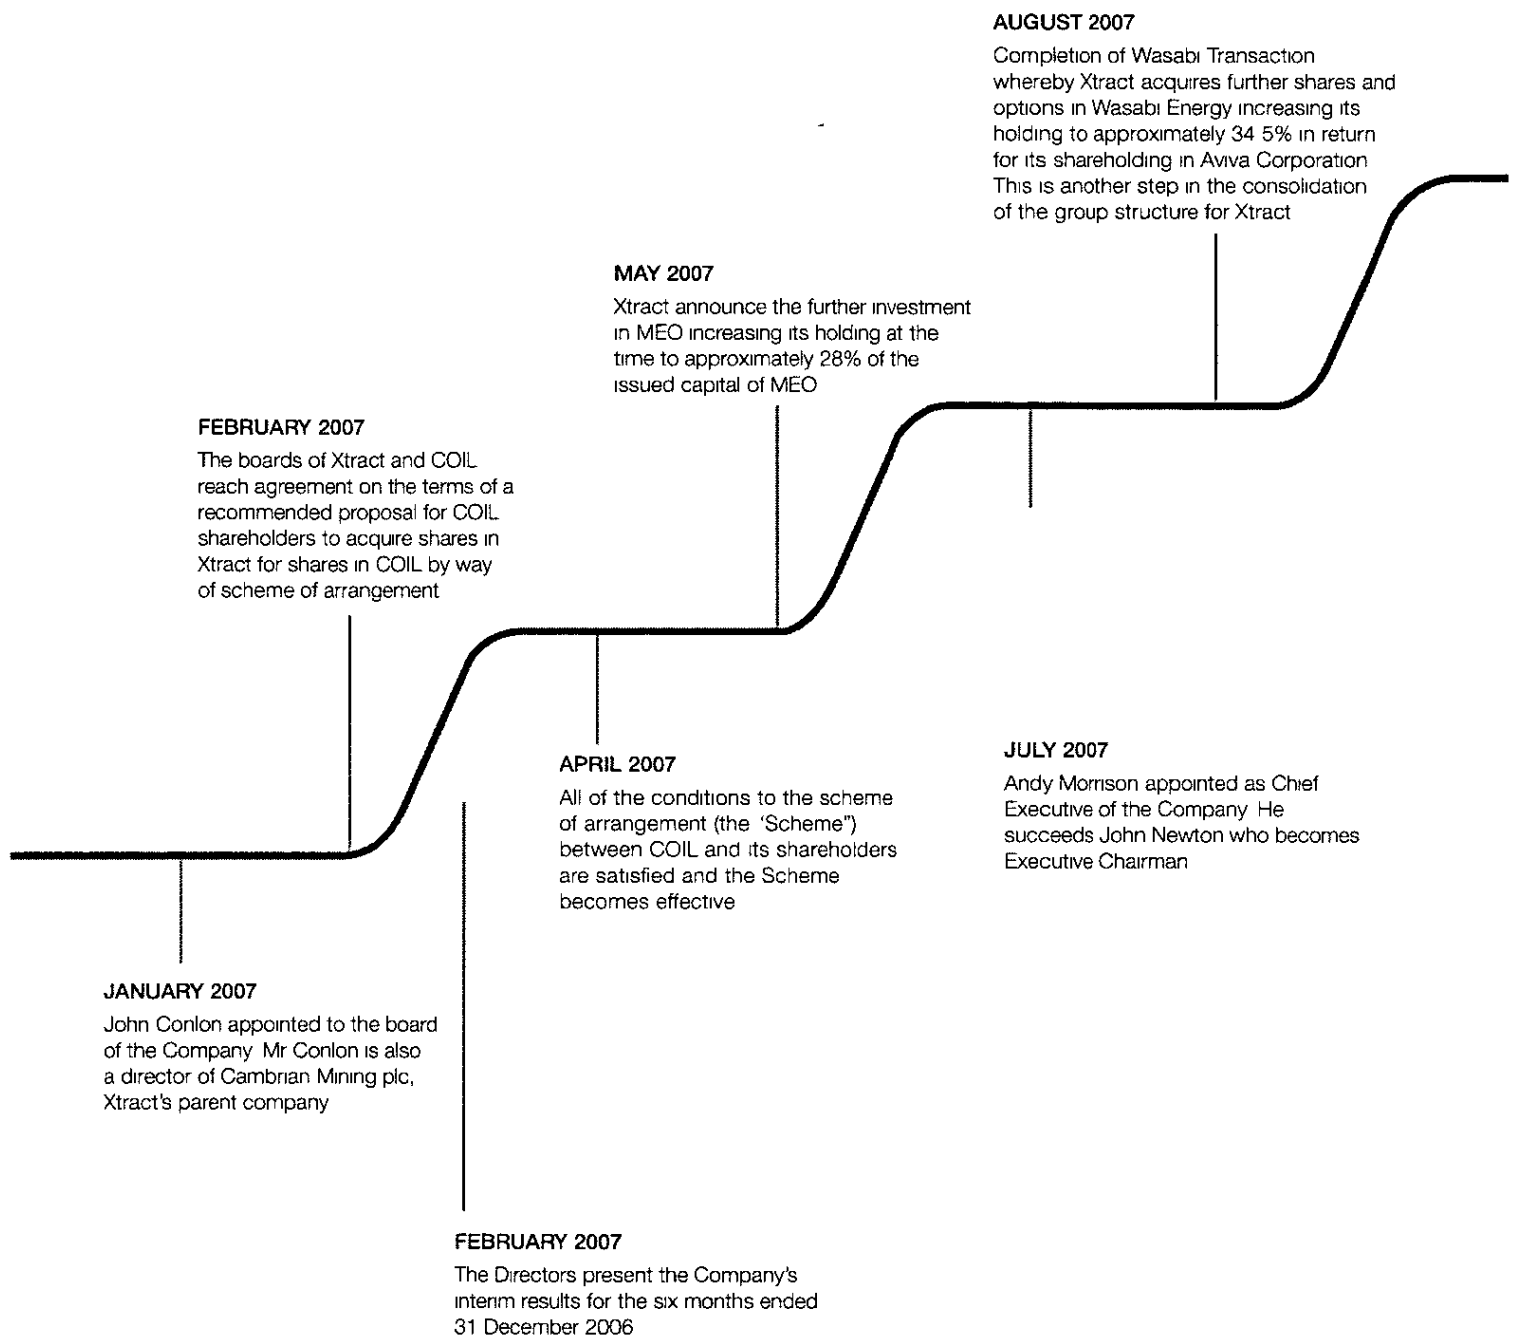 AUGUST 2007
Completion of Wasabi Transaction
whereby Xtract acquires further shares and
options in Wasabi Energy increasing its
holding to approximately 34 5% in return
for its shareholding in Aviva Corporation
This is another step in the consolidation
of the group structure for Xtract
MAY 2007
Xtract announce the further investment
in MEO increasing its holding at the
time to approximately 28% of the
issued capital of MEO
FEBRUARY 2007
The boards of Xtract and COIL
reach agreement on the terms of a
recommended proposal for COIL
shareholders to acquire shares in
Xtract for shares in COIL by way
of scheme of arrangement
APRIL 2007
All of the conditions to the scheme
of arrangement (the ‘Scheme”)
between COIL and its shareholders
are satisfied and the Scheme
becomes effective
JULY 2007
Andy Morrison appointed as Chief
Executive of the Company He
succeeds John Newton who becomes
Executive Chairman
JANUARY 2007
John Conlon appointed to the board
of the Company Mr Conlon is also
a director of Cambrian Mining plc,
Xtract's parent company
FEBRUARY 2007
The Directors present the Company's
interim results for the six months ended
31 December 2006